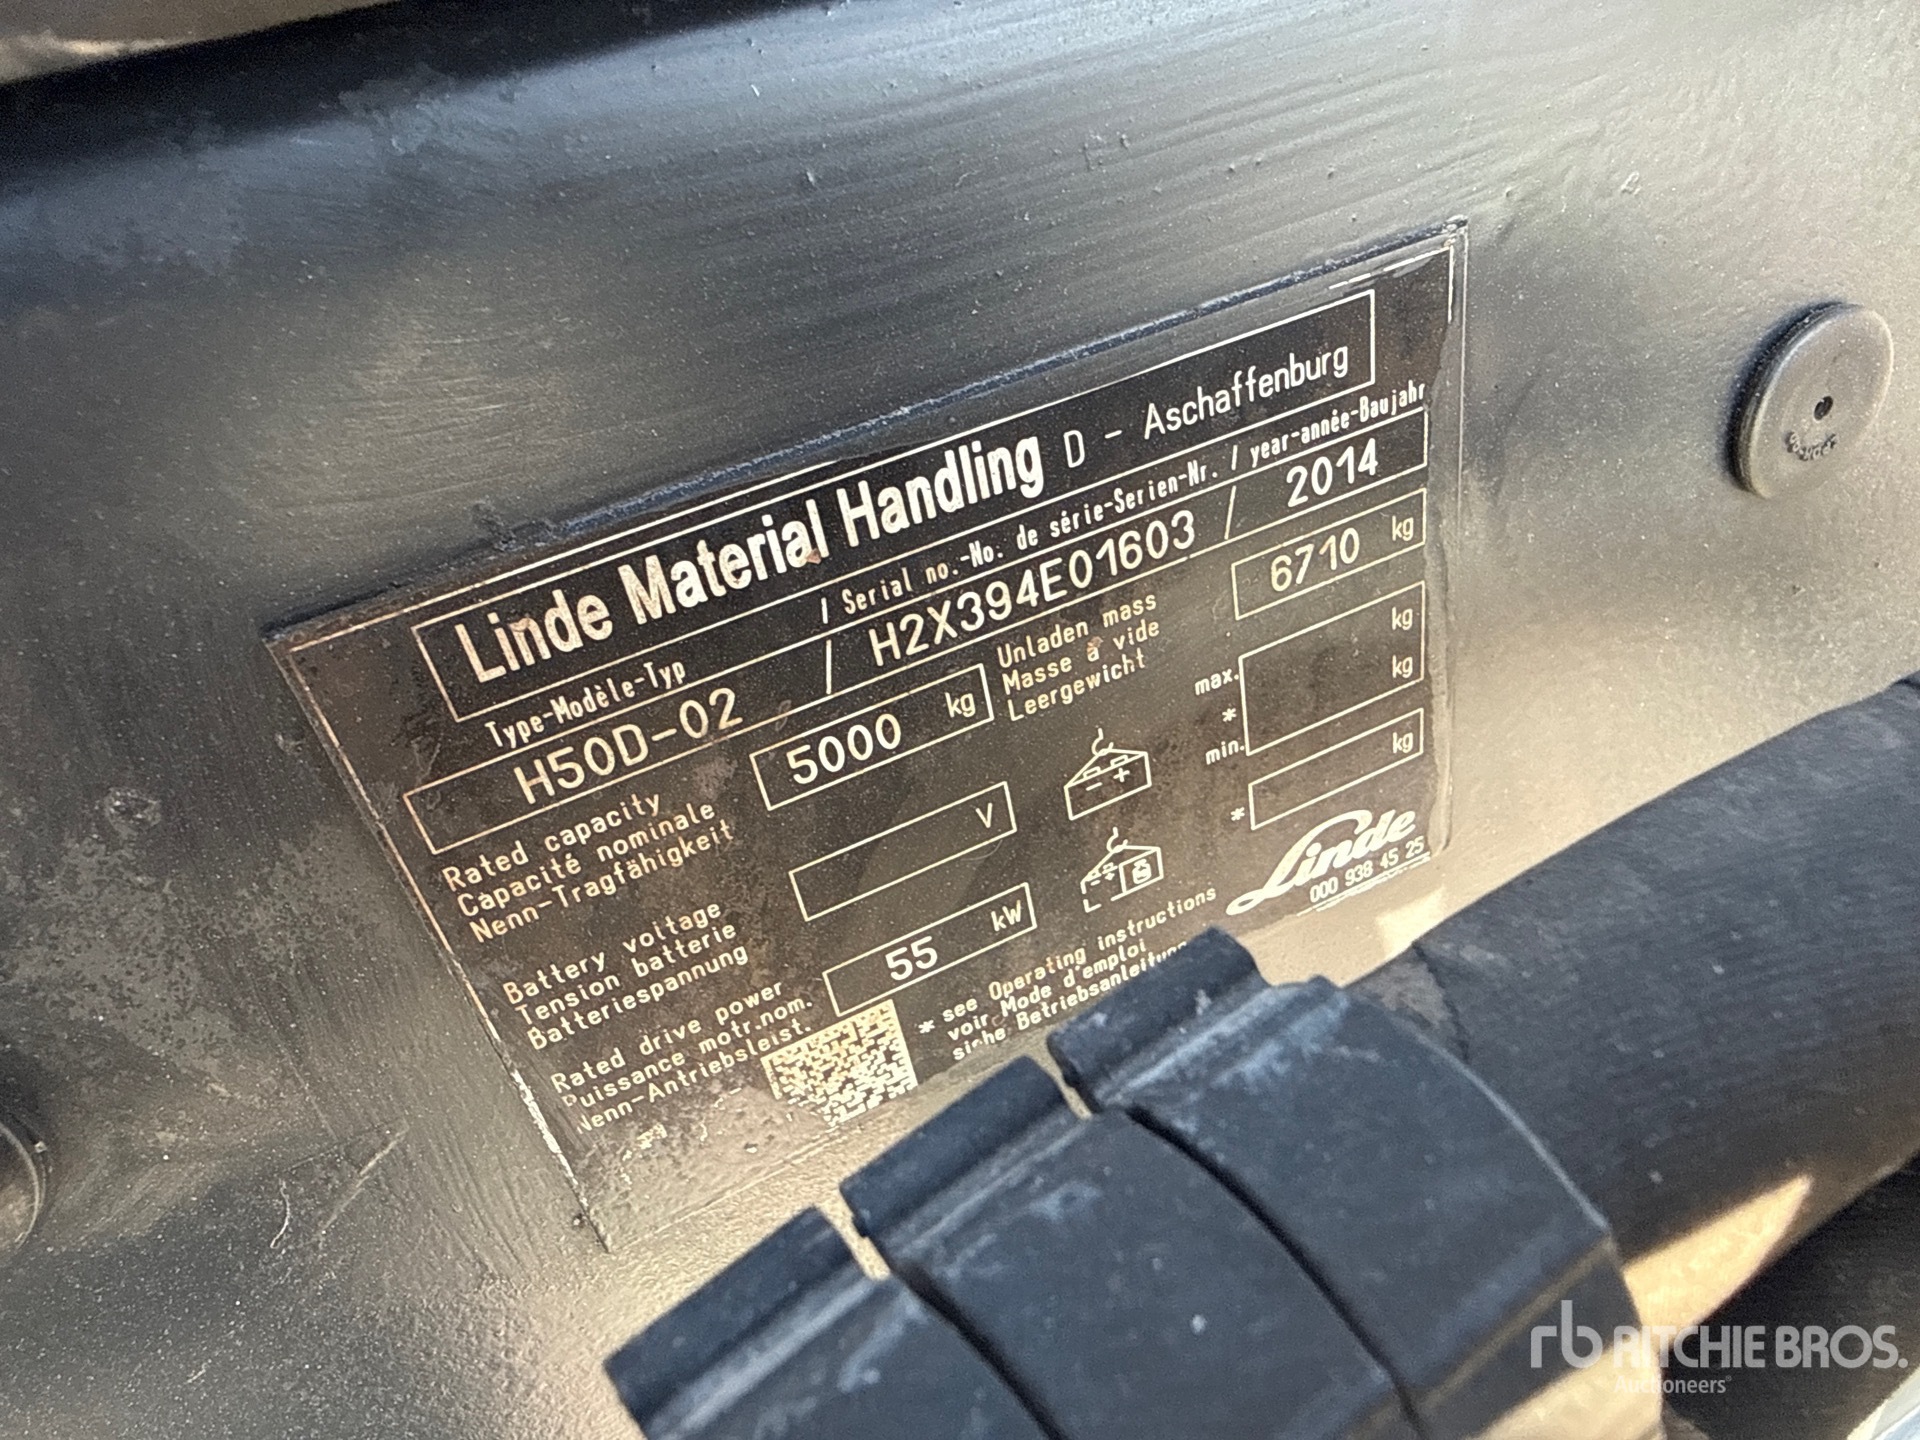 Linde Material Handling D - Aschaffenburg
Type-Modèle-Typ / Serial no.-No. de série-Serien-Nr. / year-année-Baujahr
H50D-02 / H2X394E01603 / 2014
Rated capacity
Capacité nominale
Nenn-Tragfähigkeit
5000 kg
Unladen mass
Masse à vide
Leergewicht
6710 kg
Battery voltage
Tension batterie
Batteriespannung
V
max. kg
*
min. kg
* kg
Rated drive power
Puissance motr.nom.
Nenn-Antriebsleist.
55 kW
* see Operating instructions
voir Mode d'emploi
siehe Betriebsanleitung
Linde
000 938 45 25
rb RITCHIE BROS.
Auctioneers